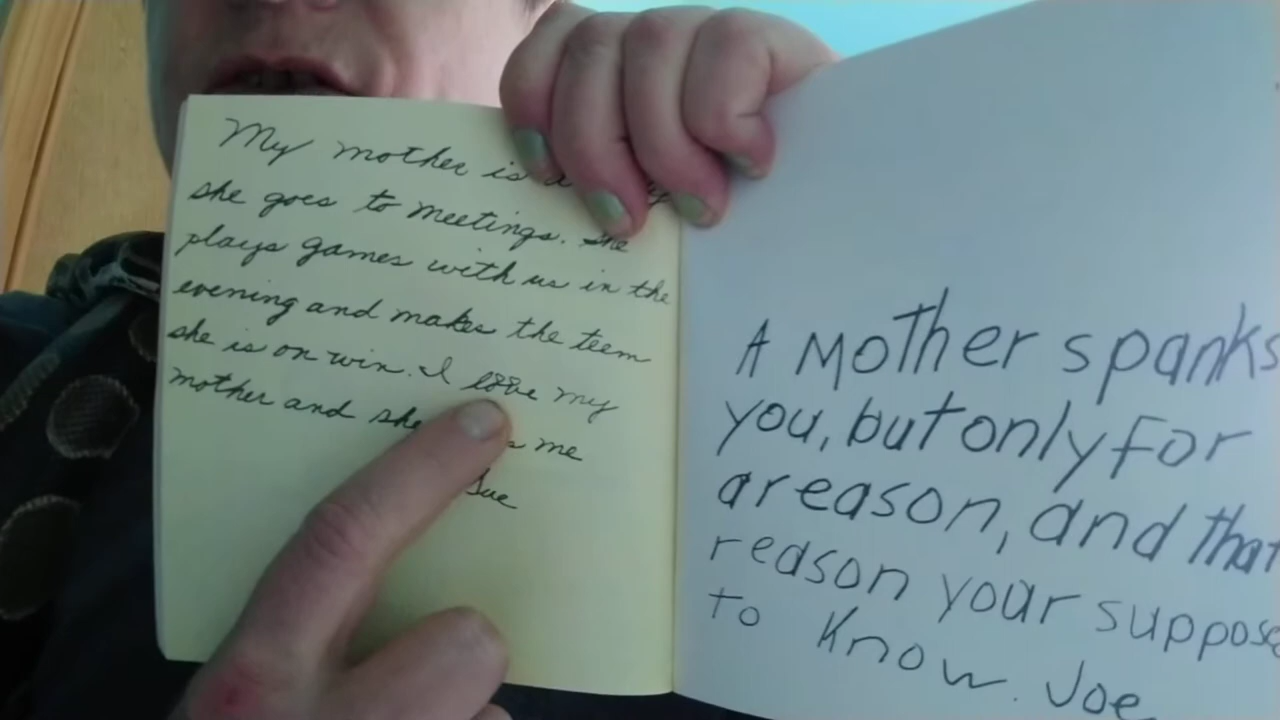 My mother is a
she goes to meetings. She
plays games with us in the
evening and makes the teem
she is on win. I love my
mother and she me
Sue
A Mother spanks
you, but only for
a reason, and that
reason your suppose
to Know. Joe